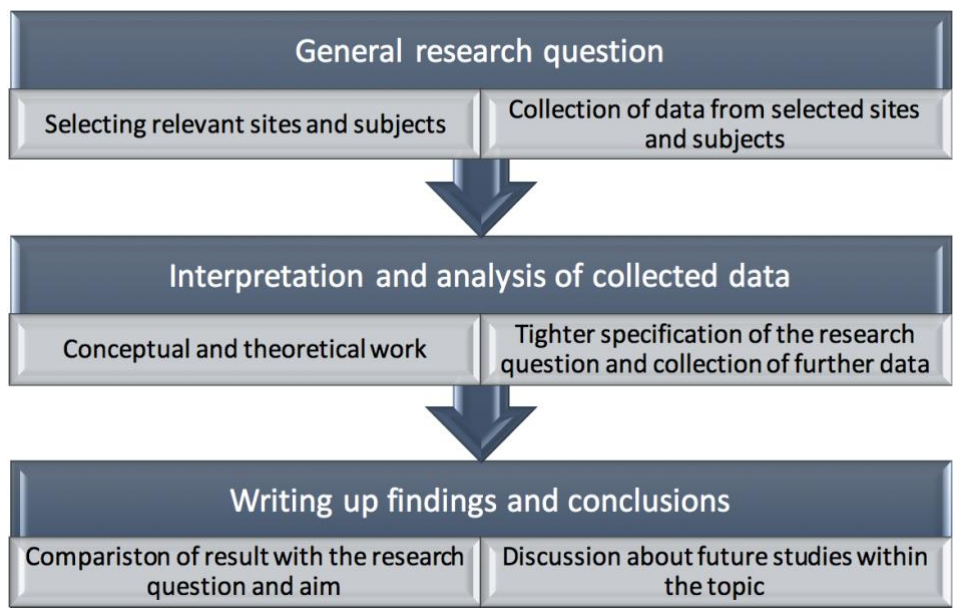 General research question
Selecting relevant sites and subjects
Collection of data from selected sites
and subjects
Interpretation and analysis of collected data
Conceptual and theoretical work
Tighter specification of the research
question and collection of further data
Writing up findings and conclusions
Compariston of result with the research
question and aim
Discussion about future studies within
the topic